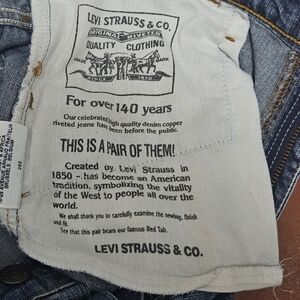 LEVI STRAUSS & CO.
ORIGINAL RIVETED
QUALITY CLOTHING
TRADE MARK
For over 140 years
Our celebrated high quality denim copper
riveted jeans have been before the public.
THIS IS A PAIR OF THEM!
Created by Levi Strauss in
1850 - has become an American
tradition, symbolizing the vitality
of the West to people all over the
world.
We shall thank you to carefully examine the sewing, finish
and fit.
See that this pair bears our famous Red Tab.
LEVI STRAUSS & CO.